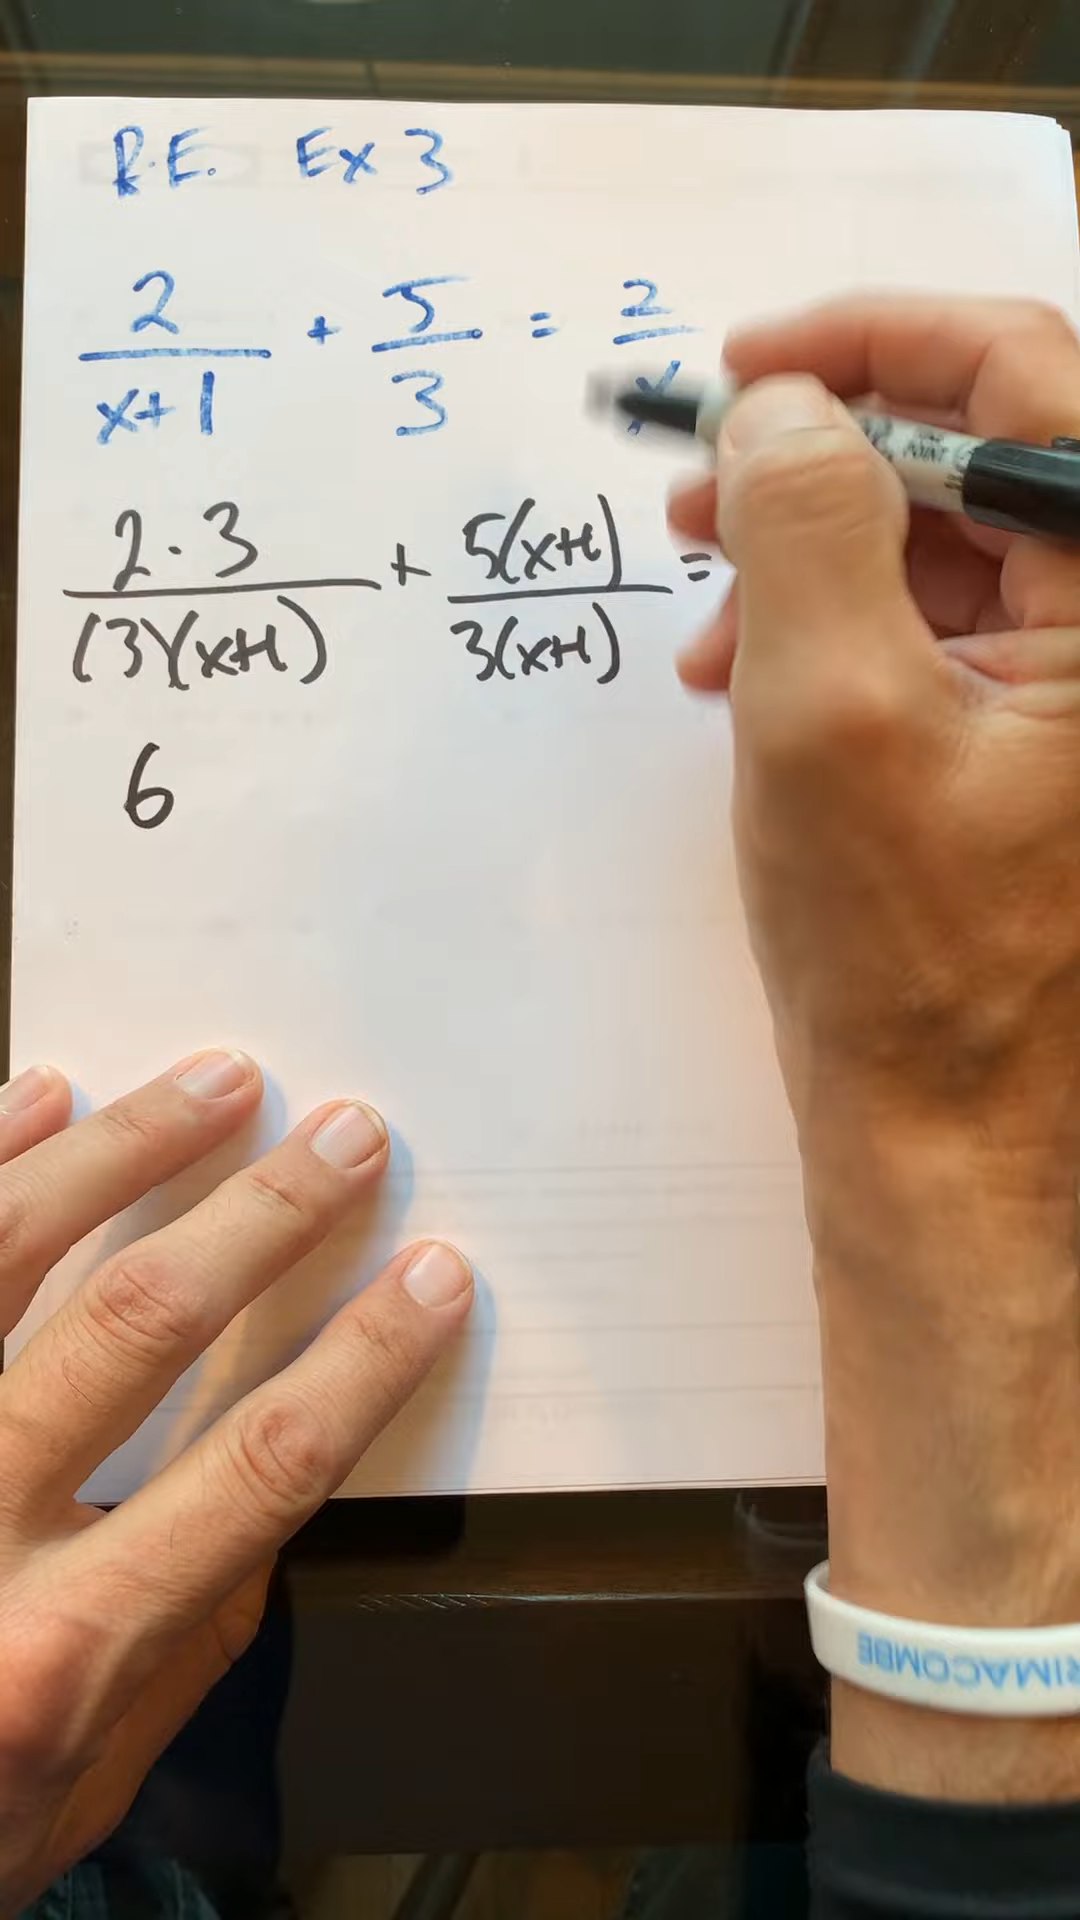 R.E. Ex 3
2/(x+1) + 5/3 = 2/x
2·3/((3)(x+1)) + 5(x+1)/(3(x+1)) =
6
RIMACOMBE